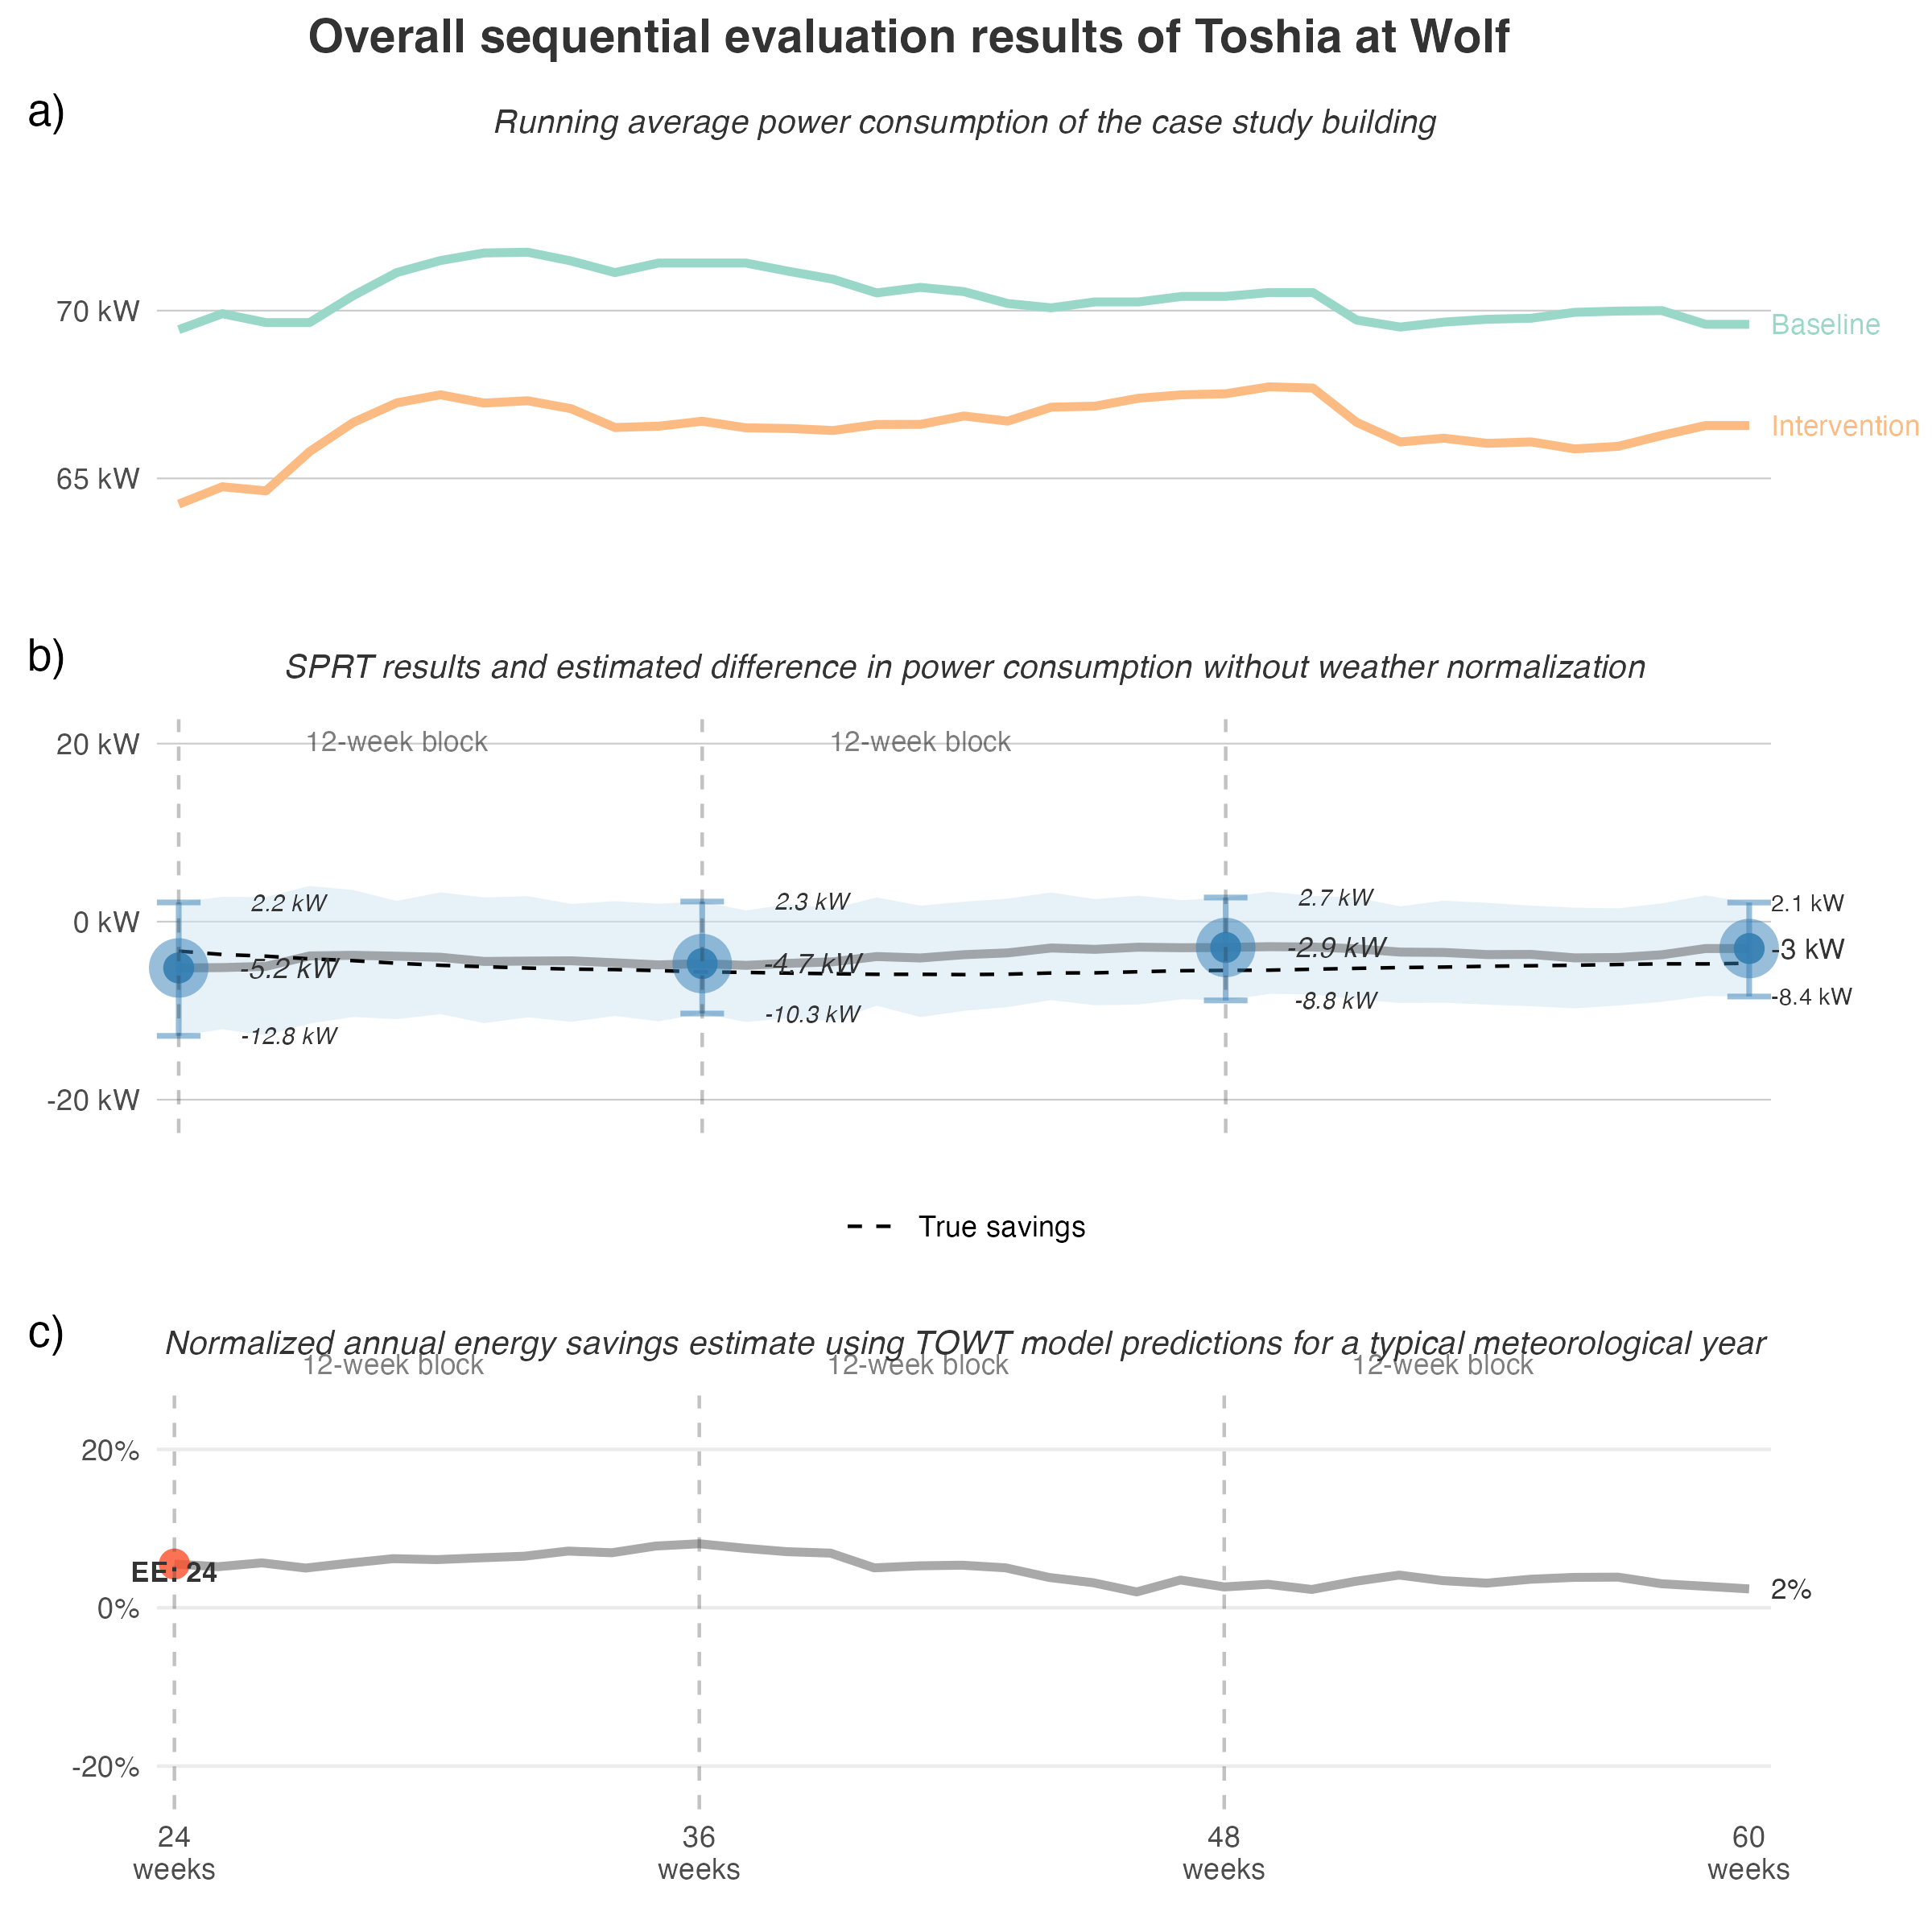 Overall sequential evaluation results of Toshia at Wolf
a)
Running average power consumption of the case study building
70 kW
Baseline
Intervention
65 kW
b)
SPRT results and estimated difference in power consumption without weather normalization
20 kW
12-week block
12-week block
2.2 kW
2.3 kW
2.7 kW
2.1 kW
0 kW
-5.2 kW
-4.7 kW
-2.9 kW
-3 kW
-12.8 kW
-10.3 kW
-8.8 kW
-8.4 kW
-20 kW
True savings
c)
Normalized annual energy savings estimate using TOWT model predictions for a typical meteorological year
12-week block
12-week block
12-week block
20%
EE: 24
2%
0%
-20%
24
weeks
36
weeks
48
weeks
60
weeks